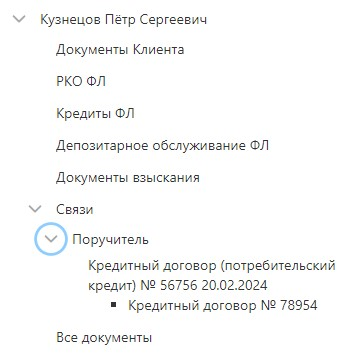 Кузнецов Пётр Сергеевич
Документы Клиента
РКО ФЛ
Кредиты ФЛ
Депозитарное обслуживание ФЛ
Документы взыскания
Связи
Поручитель
Кредитный договор (потребительский
кредит) № 56756 20.02.2024
Кредитный договор № 78954
Все документы